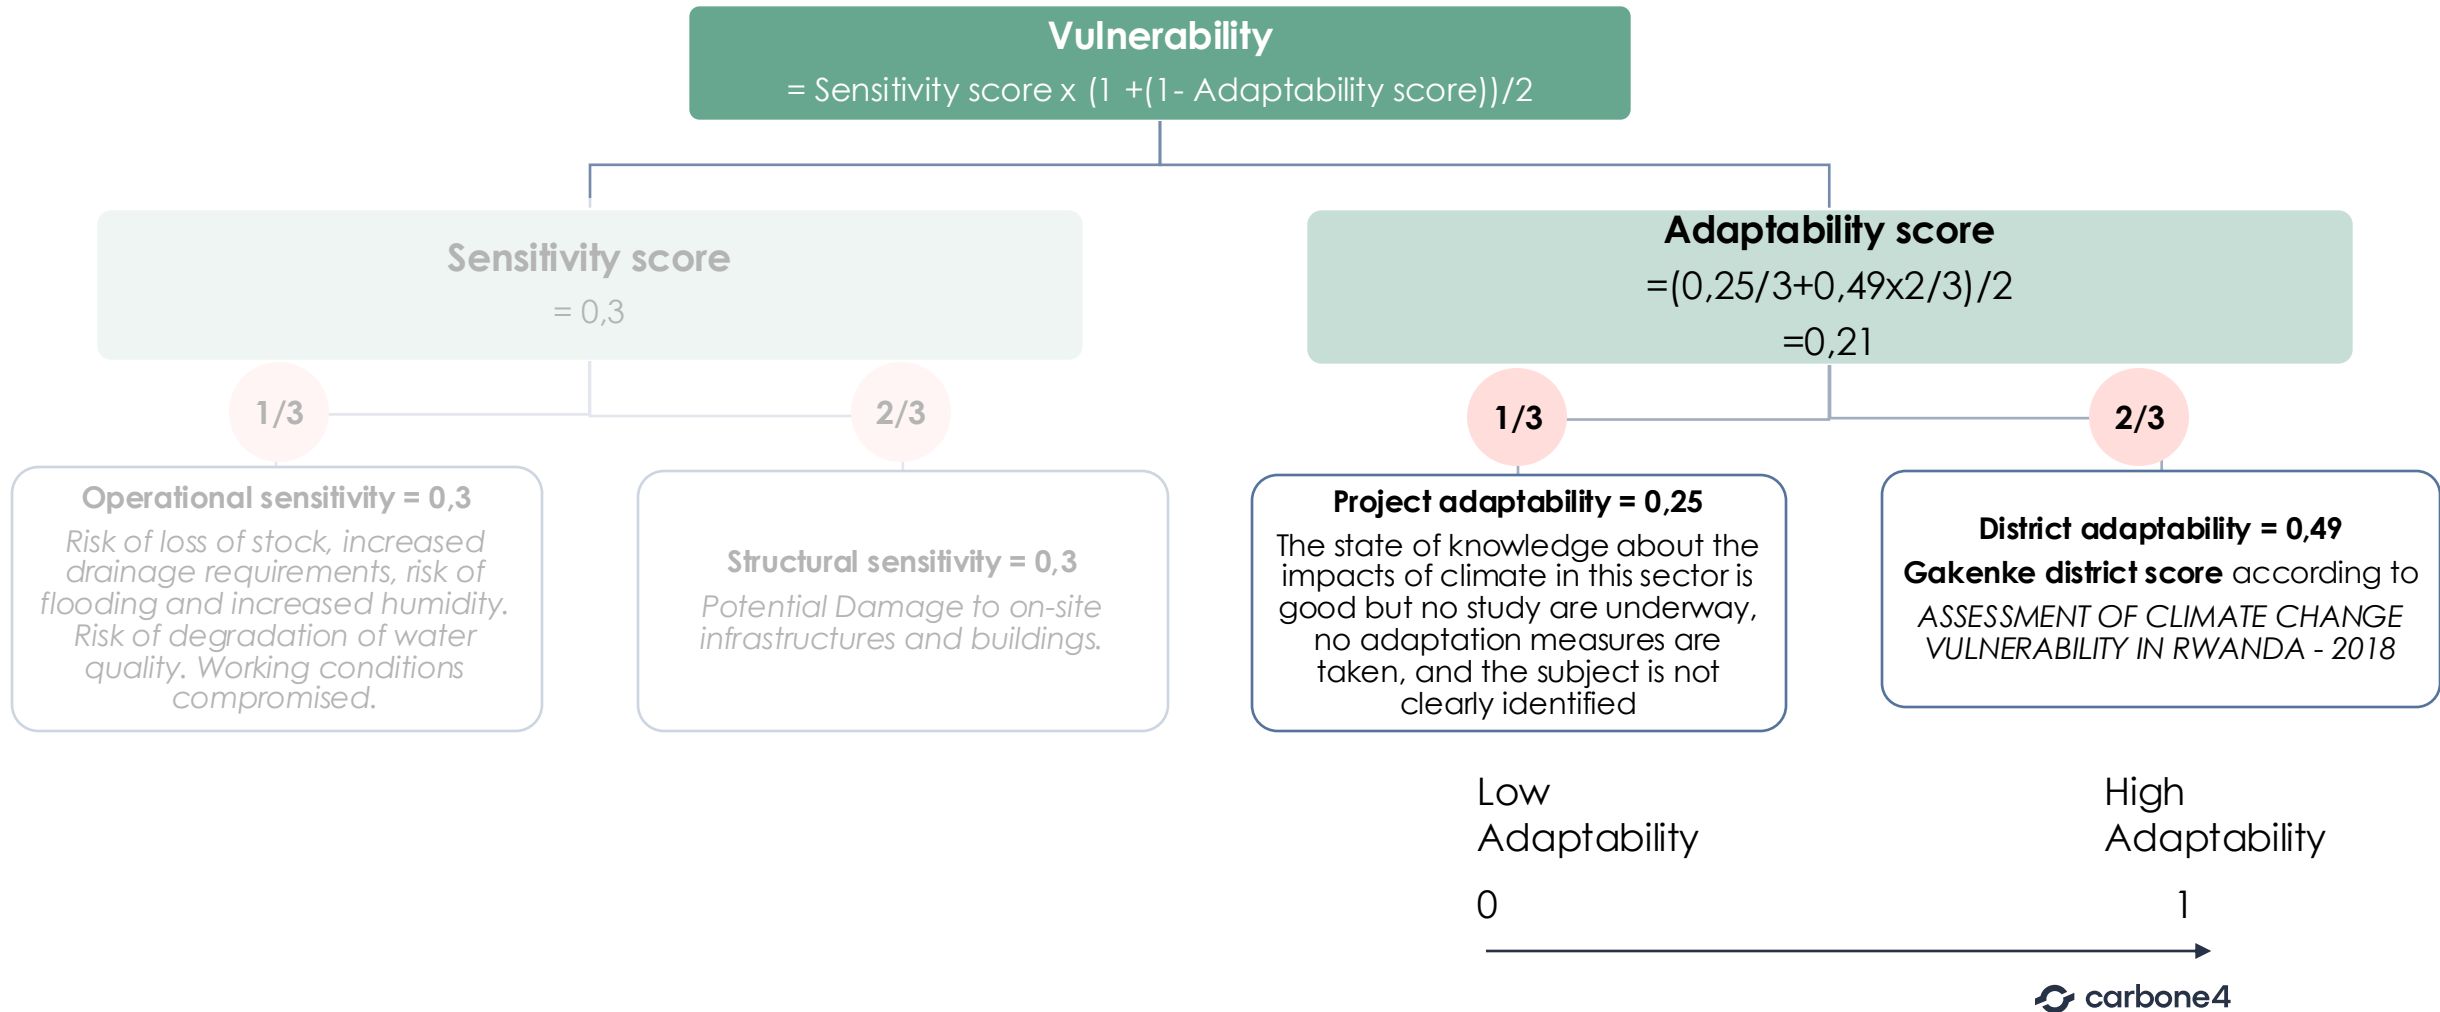 Vulnerability
= Sensitivity score x (1 +(1- Adaptability score))/2
Sensitivity score
= 0,3
Adaptability score
=(0,25/3+0,49x2/3)/2
=0,21
1/3
2/3
1/3
2/3
Operational sensitivity = 0,3
Risk of loss of stock, increased
drainage requirements, risk of
flooding and increased humidity.
Risk of degradation of water
quality. Working conditions
compromised.
Structural sensitivity = 0,3
Potential Damage to on-site
infrastructures and buildings.
Project adaptability = 0,25
The state of knowledge about the
impacts of climate in this sector is
good but no study are underway,
no adaptation measures are
taken, and the subject is not
clearly identified
District adaptability = 0,49
Gakenke district score according to
ASSESSMENT OF CLIMATE CHANGE
VULNERABILITY IN RWANDA - 2018
Low
Adaptability
High
Adaptability
0
1
carbone4